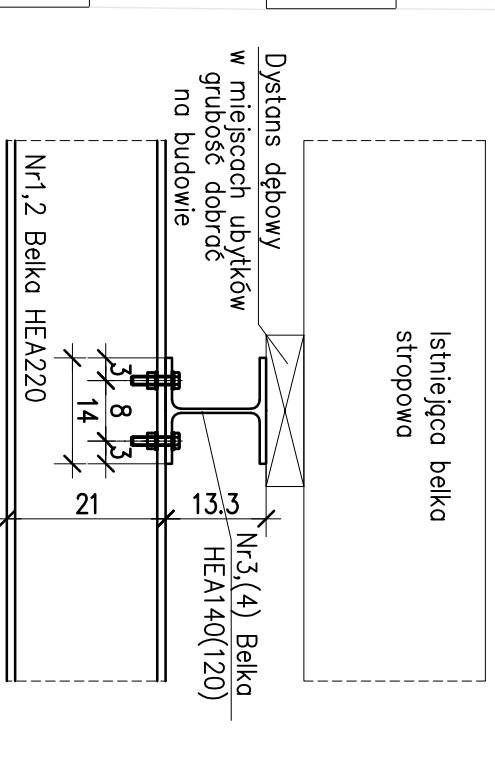 Istniejąca belka
stropowa
Dystans dębowy
w miejscach ubytków
grubość dobrać
na budowie
Nr3,(4) Belka
HEA140(120)
13.3
21
3
8
3
14
Nr1,2 Belka HEA220